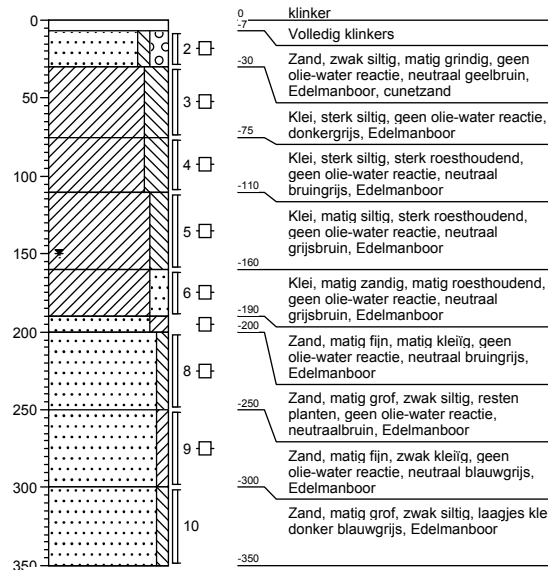 0
50
100
150
200
250
300
350
2
3
4
5
6
8
9
10
0
klinker
-7
Volledig klinkers
-30
Zand, zwak siltig, matig grindig, geen
olie-water reactie, neutraal geelbruin,
Edelmanboor, cunetzand
Klei, sterk siltig, geen olie-water reactie,
donkergrijs, Edelmanboor
-75
Klei, sterk siltig, sterk roesthoudend,
geen olie-water reactie, neutraal
bruingrijs, Edelmanboor
-110
Klei, matig siltig, sterk roesthoudend,
geen olie-water reactie, neutraal
grijsbruin, Edelmanboor
-160
Klei, matig zandig, matig roesthoudend,
geen olie-water reactie, neutraal
grijsbruin, Edelmanboor
-190
-200
Zand, matig fijn, matig kleiïg, geen
olie-water reactie, neutraal bruingrijs,
Edelmanboor
-250
Zand, matig grof, zwak siltig, resten
planten, geen olie-water reactie,
neutraalbruin, Edelmanboor
Zand, matig fijn, zwak kleiïg, geen
olie-water reactie, neutraal blauwgrijs,
Edelmanboor
-300
Zand, matig grof, zwak siltig, laagjes kle
donker blauwgrijs, Edelmanboor
-350